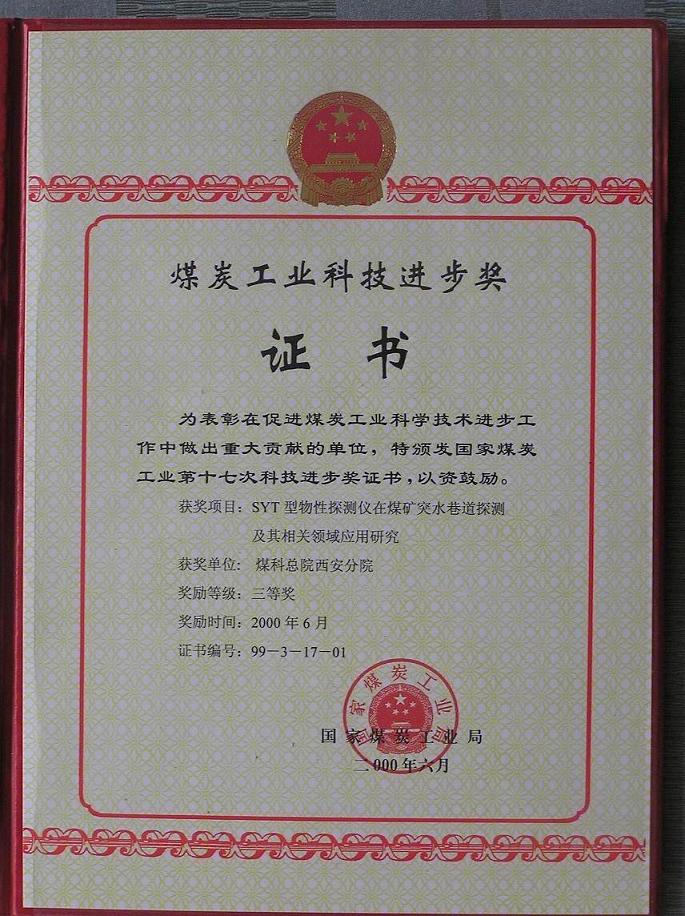 煤炭工业科技进步奖
证 书
为表彰在促进煤炭工业科学技术进步工
作中做出重大贡献的单位，特颁发国家煤炭
工业第十七次科技进步奖证书，以资鼓励。
获奖项目：SYT 型物性探测仪在煤矿突水巷道探测
及其相关领域应用研究
获奖单位： 煤科总院西安分院
奖励等级：三等奖
奖励时间：2000 年 6 月
证书编号：99－3－17－01
国家煤炭工业局
国家煤炭工业局
二000年六月